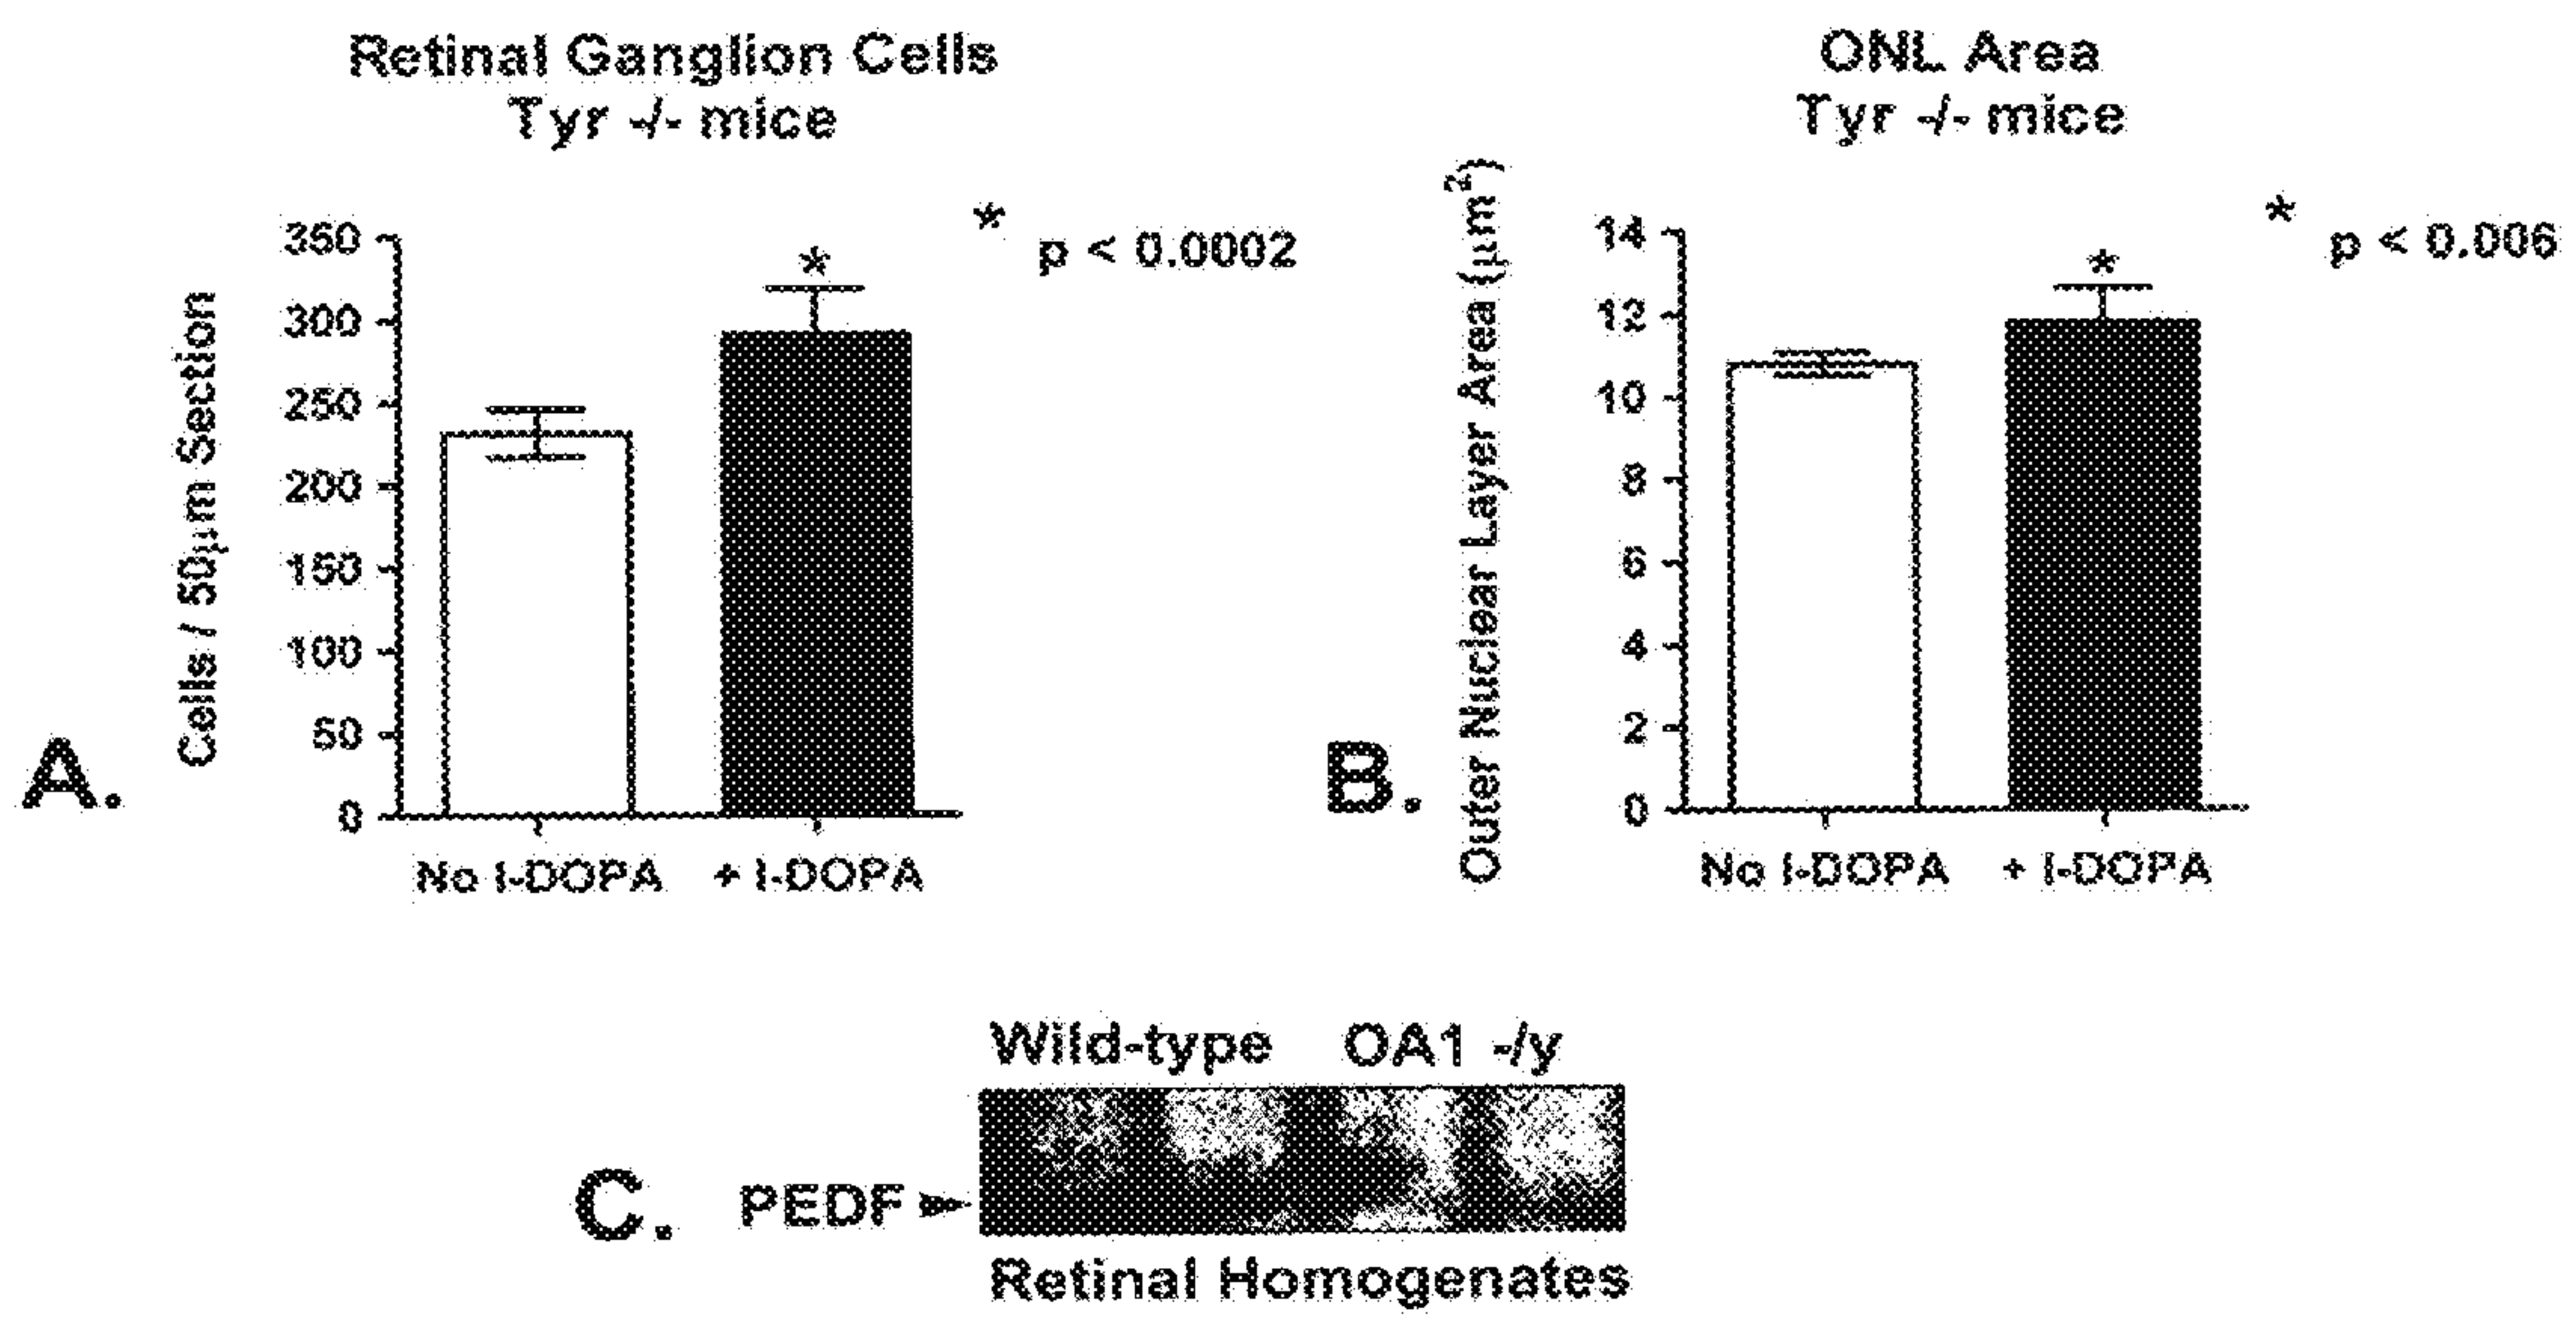 Retinal Ganglion Cells
Tyr -/- mice
* p < 0.0002
*
350
300
250
200
150
100
50
0
Cells / 50μm Section
No l-DOPA + l-DOPA
A.
ONL Area
Tyr -/- mice
* p < 0.006
*
14
12
10
8
6
4
2
0
Outer Nuclear Layer Area (μm²)
No l-DOPA + l-DOPA
B.
Wild-type OA1 -/y
C. PEDF
Retinal Homogenates